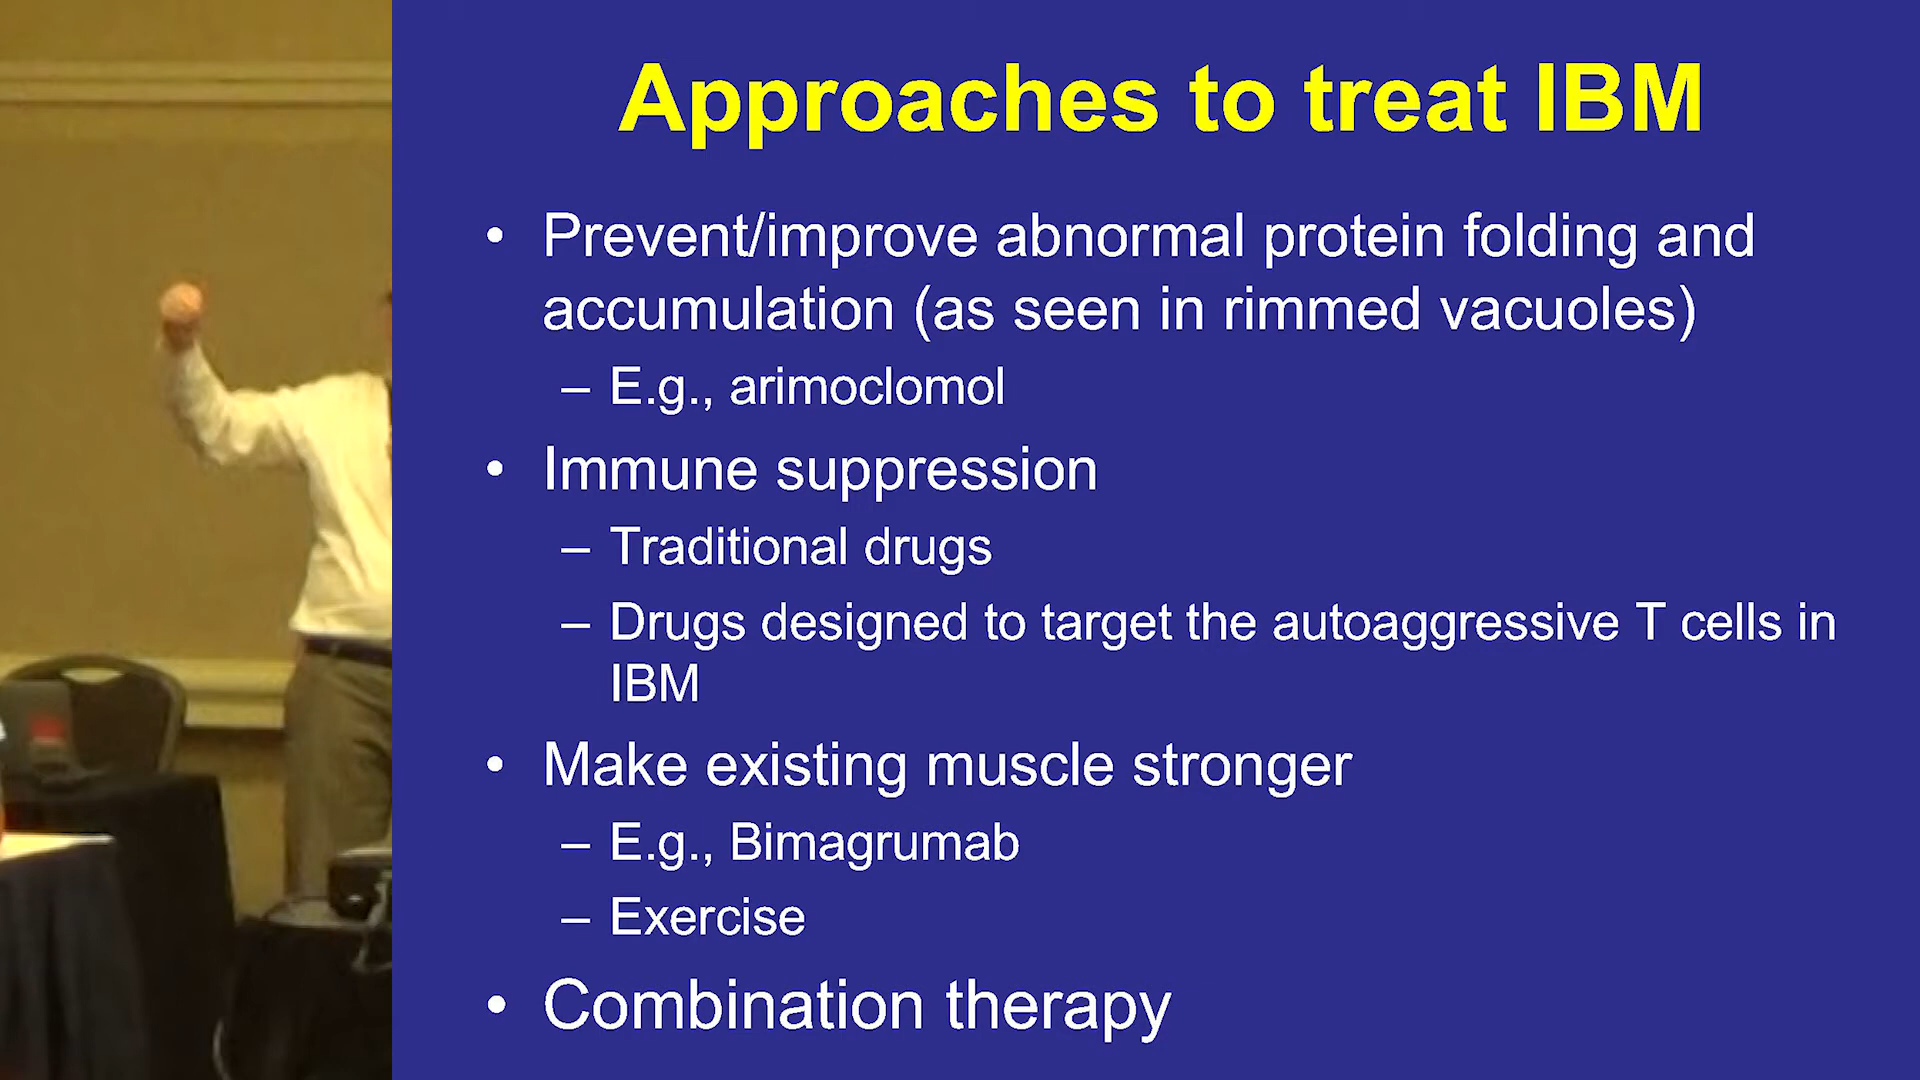 Approaches to treat IBM
• Prevent/improve abnormal protein folding and
accumulation (as seen in rimmed vacuoles)
– E.g., arimoclomol
• Immune suppression
– Traditional drugs
– Drugs designed to target the autoaggressive T cells in
IBM
• Make existing muscle stronger
– E.g., Bimagrumab
– Exercise
• Combination therapy